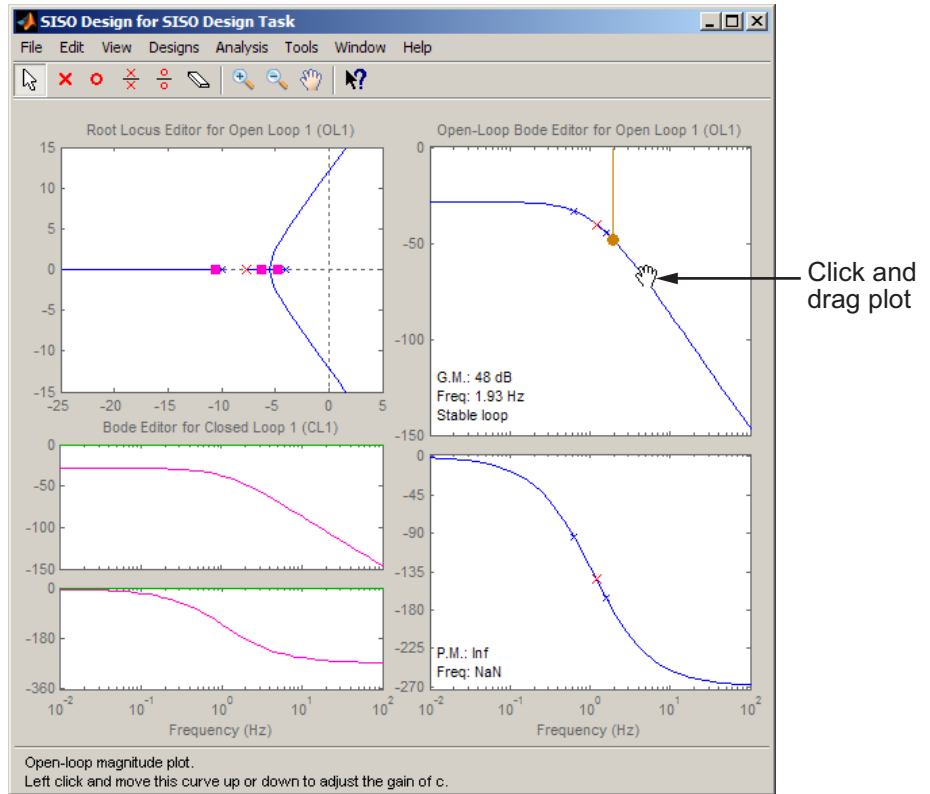 SISO Design for SISO Design Task
File Edit View Designs Analysis Tools Window Help
Root Locus Editor for Open Loop 1 (OL1)
15
10
5
0
-5
-10
-15
-25 -20 -15 -10 -5 0 5
Bode Editor for Closed Loop 1 (CL1)
0
-50
-100
-150
0
-180
-360
10^-2 10^-1 10^0 10^1 10^2
Frequency (Hz)
Open-Loop Bode Editor for Open Loop 1 (OL1)
0
-50
-100
-150
G.M.: 48 dB
Freq: 1.93 Hz
Stable loop
0
-45
-90
-135
-180
-225
-270
P.M.: Inf
Freq: NaN
10^-2 10^-1 10^0 10^1 10^2
Frequency (Hz)
Click and
drag plot
Open-loop magnitude plot.
Left click and move this curve up or down to adjust the gain of c.